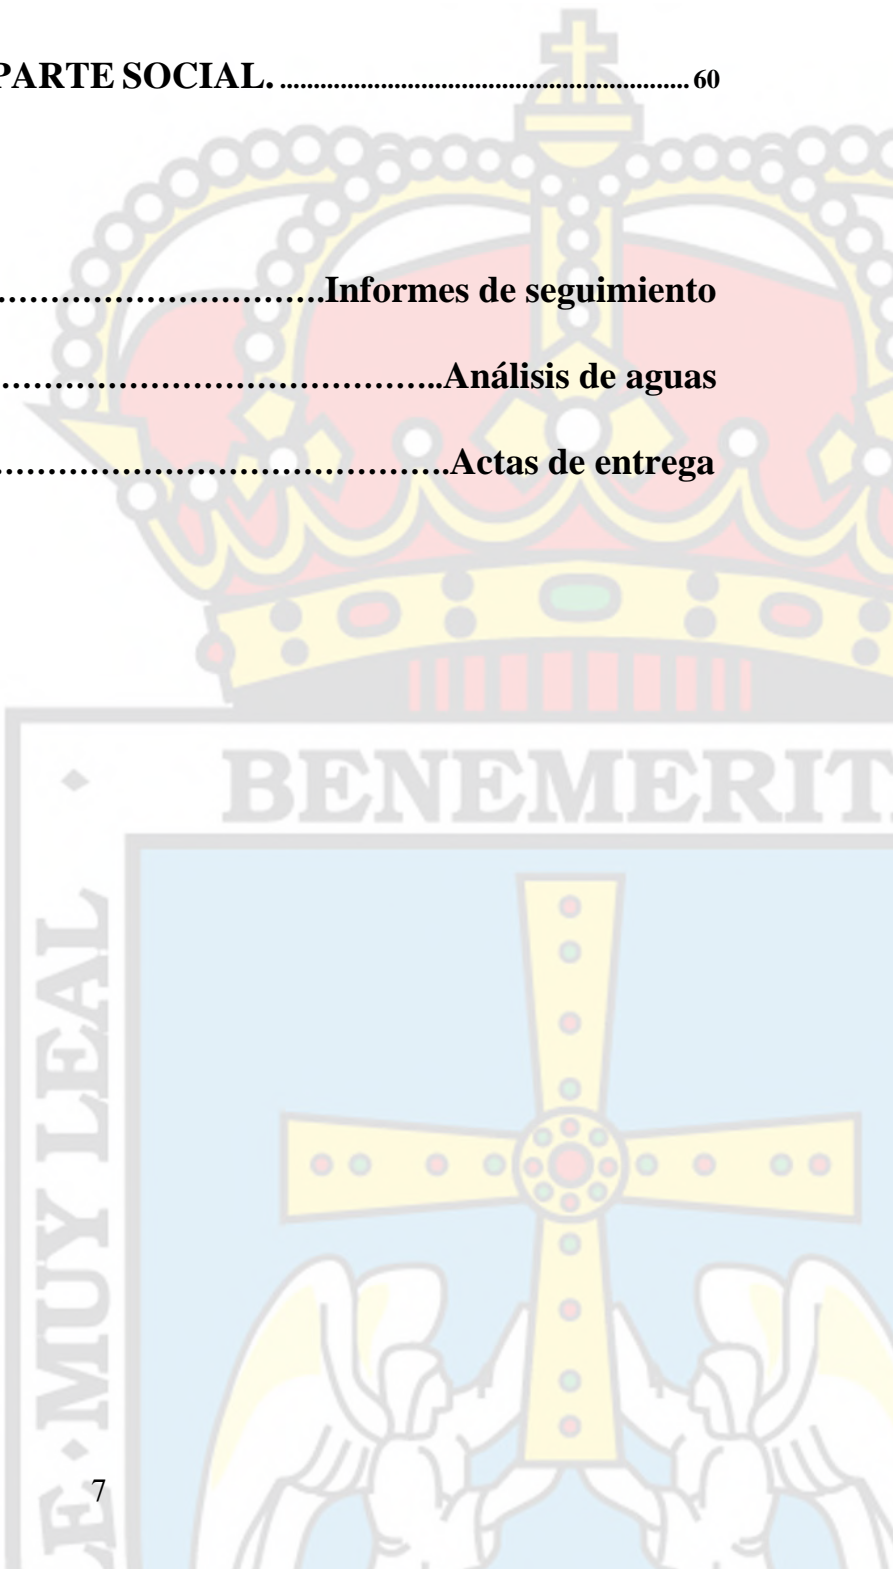 PARTE SOCIAL. ............................................................. 60
………………………….Informes de seguimiento
……………………………………..Análisis de aguas
……………………………………….Actas de entrega
BENEMERIT
MUY LEAL
7